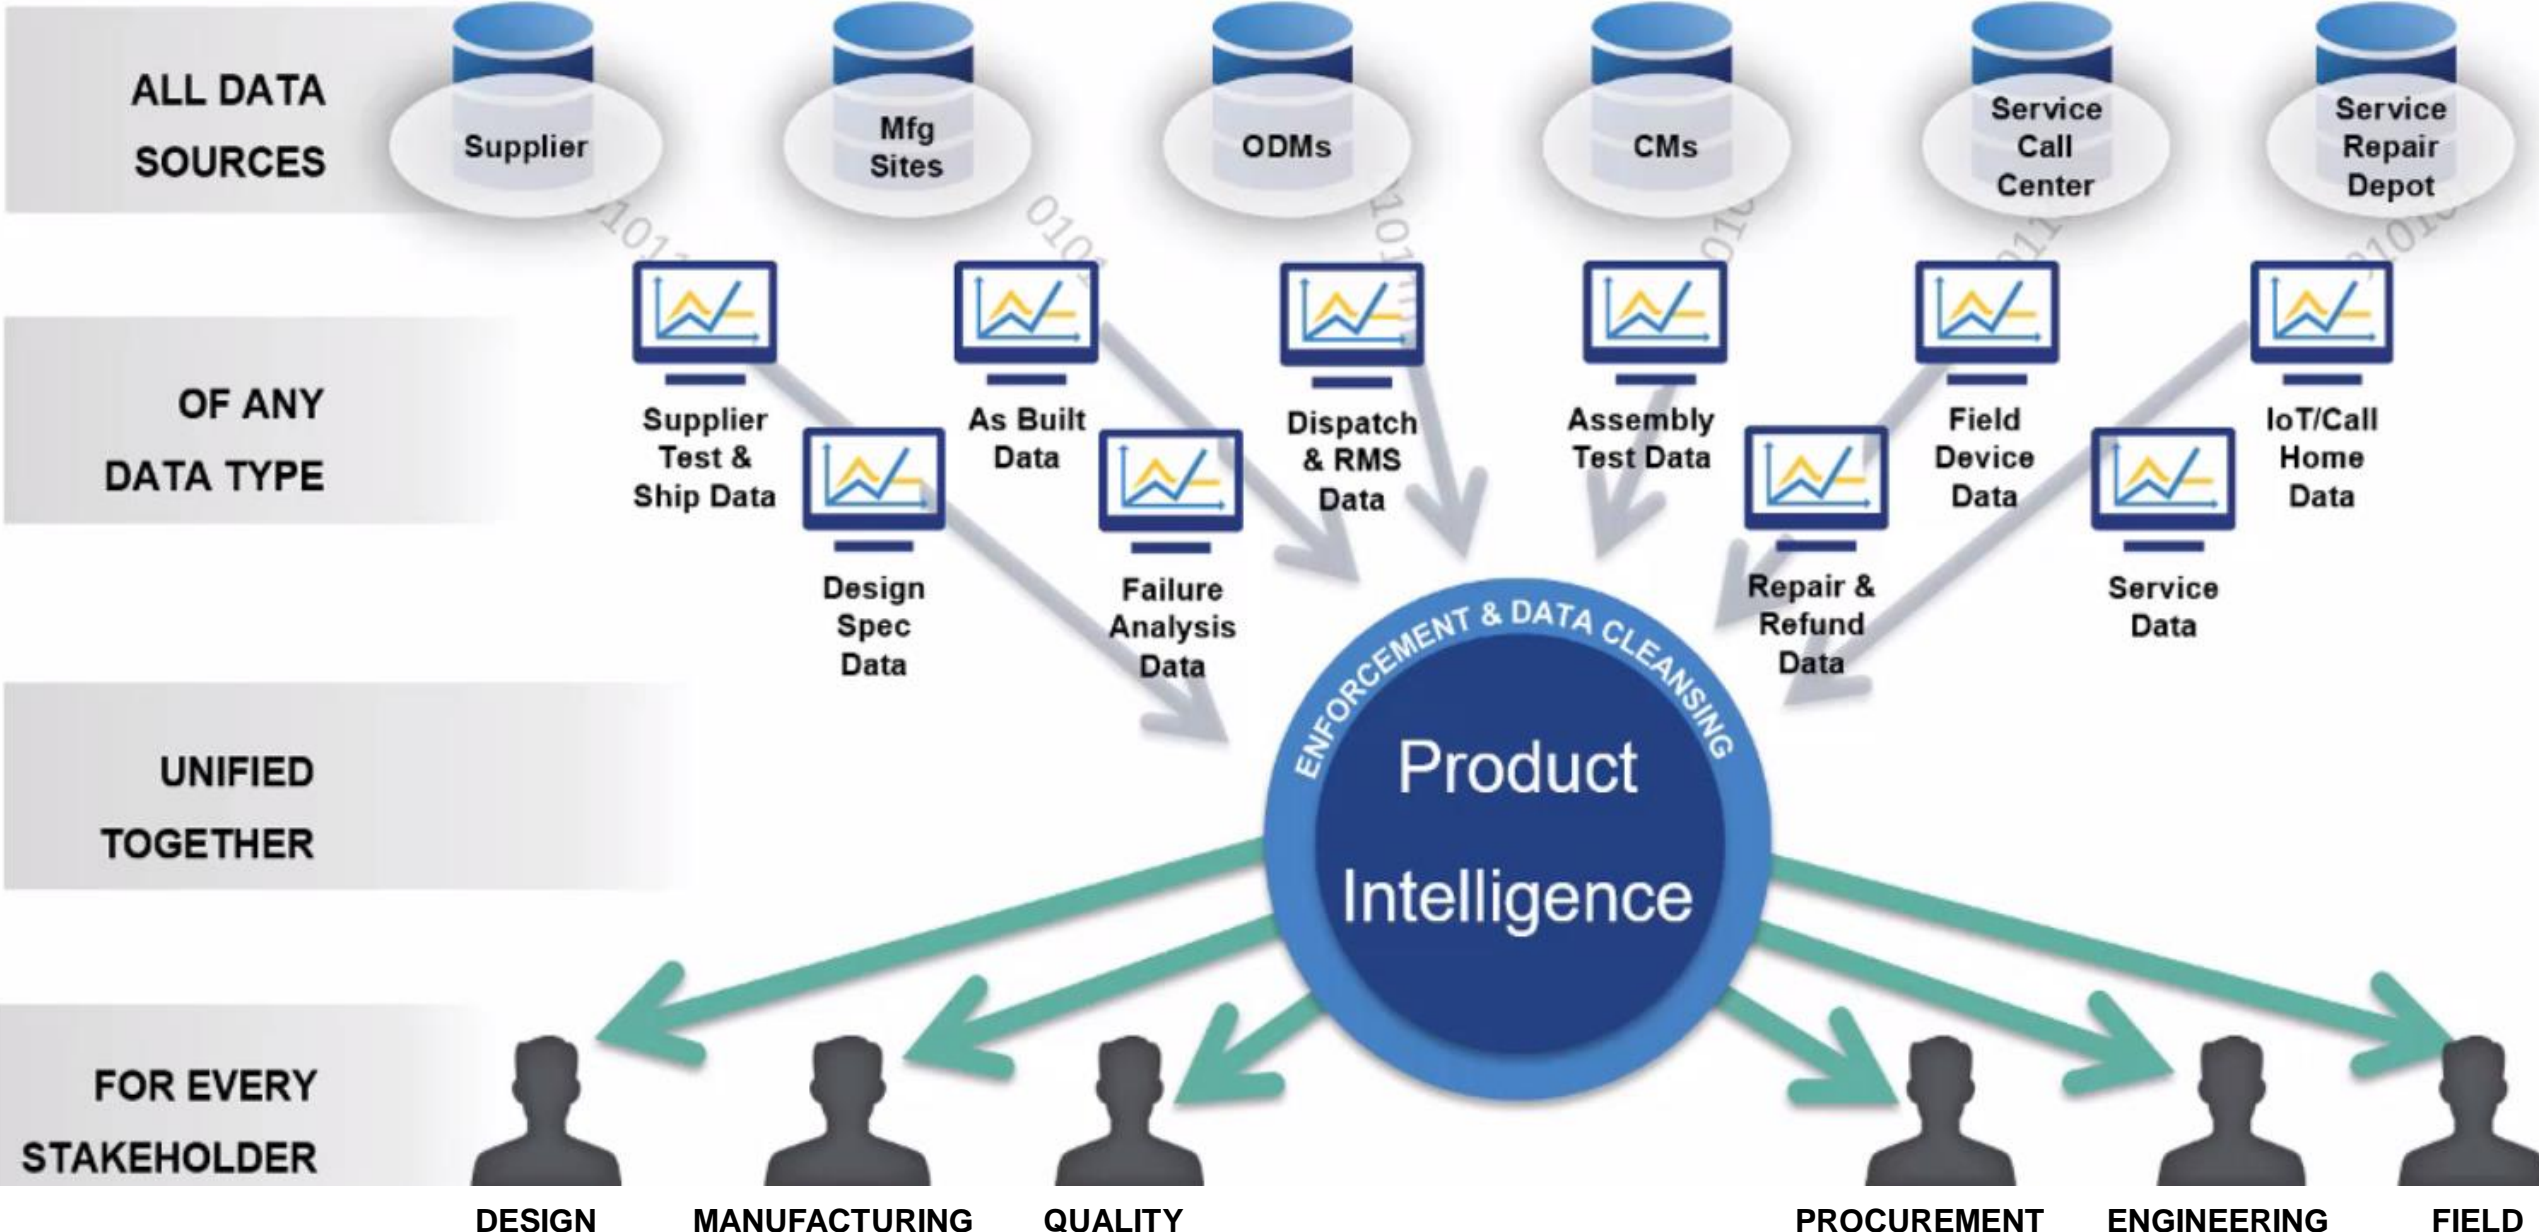 ALL DATA
SOURCES
Supplier
Mfg
Sites
ODMs
CMs
Service
Call
Center
Service
Repair
Depot
OF ANY
DATA TYPE
Supplier
Test &
Ship Data
Design
Spec
Data
As Built
Data
Failure
Analysis
Data
Dispatch
& RMS
Data
Assembly
Test Data
Repair &
Refund
Data
Field
Device
Data
Service
Data
IoT/Call
Home
Data
UNIFIED
TOGETHER
ENFORCEMENT & DATA CLEANSING
Product
Intelligence
FOR EVERY
STAKEHOLDER
DESIGN
MANUFACTURING
QUALITY
PROCUREMENT
ENGINEERING
FIELD